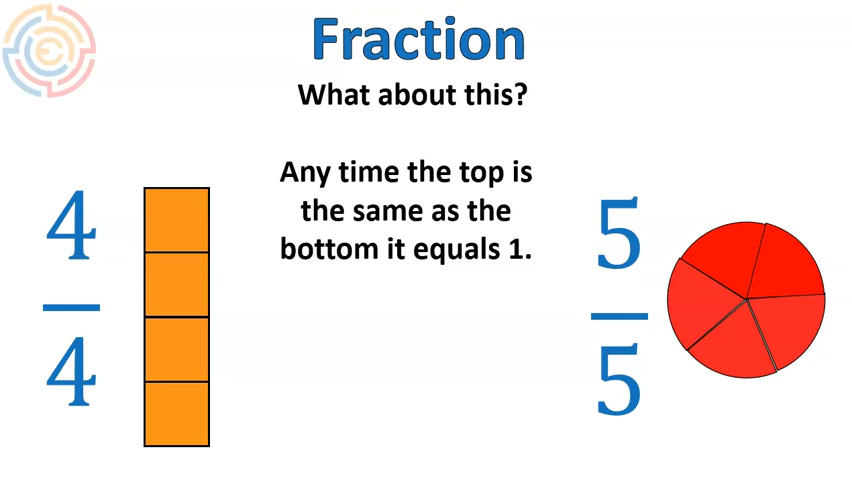 Fraction
What about this?
Any time the top is
the same as the
bottom it equals 1.
4
4
5
5